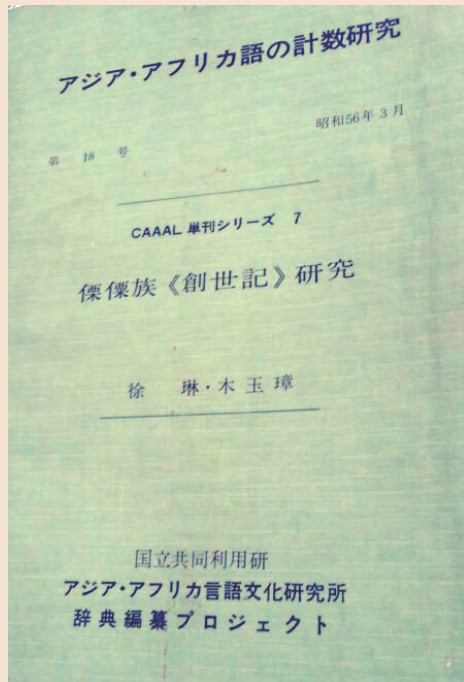 アジア・アフリカ語の計数研究
第 18 号
昭和56年3月
CAAAL 単刊シリーズ 7
傈僳族《創世記》研究
徐 琳・木玉璋
国立共同利用研
アジア・アフリカ言語文化研究所
辞典編纂プロジェクト